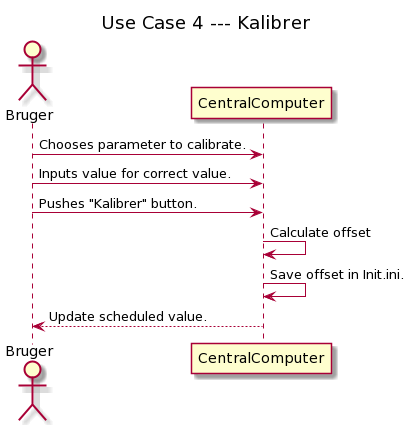 Use Case 4 --- Kalibrer
Bruger
CentralComputer
Chooses parameter to calibrate.
Inputs value for correct value.
Pushes "Kalibrer" button.
Calculate offset
Save offset in Init.ini.
Update scheduled value.
Bruger
CentralComputer